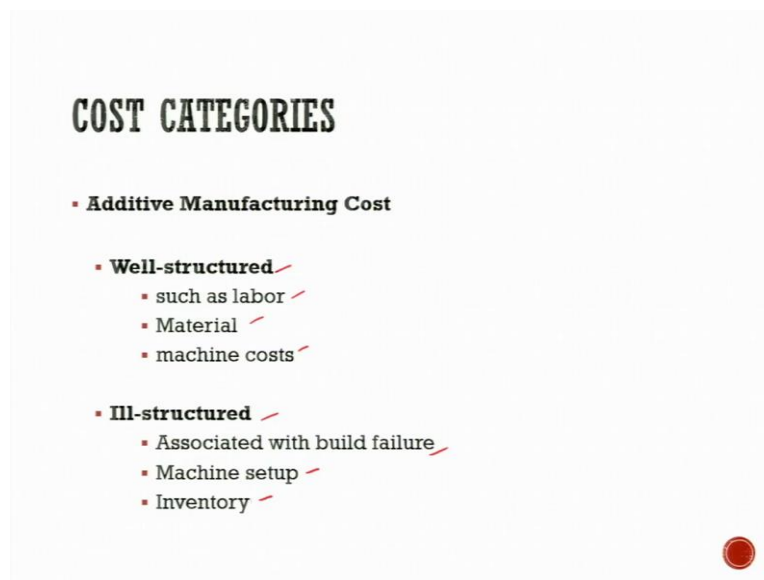 COST CATEGORIES
Additive Manufacturing Cost
Well-structured
such as labor
Material
machine costs
Ill-structured
Associated with build failure
Machine setup
Inventory